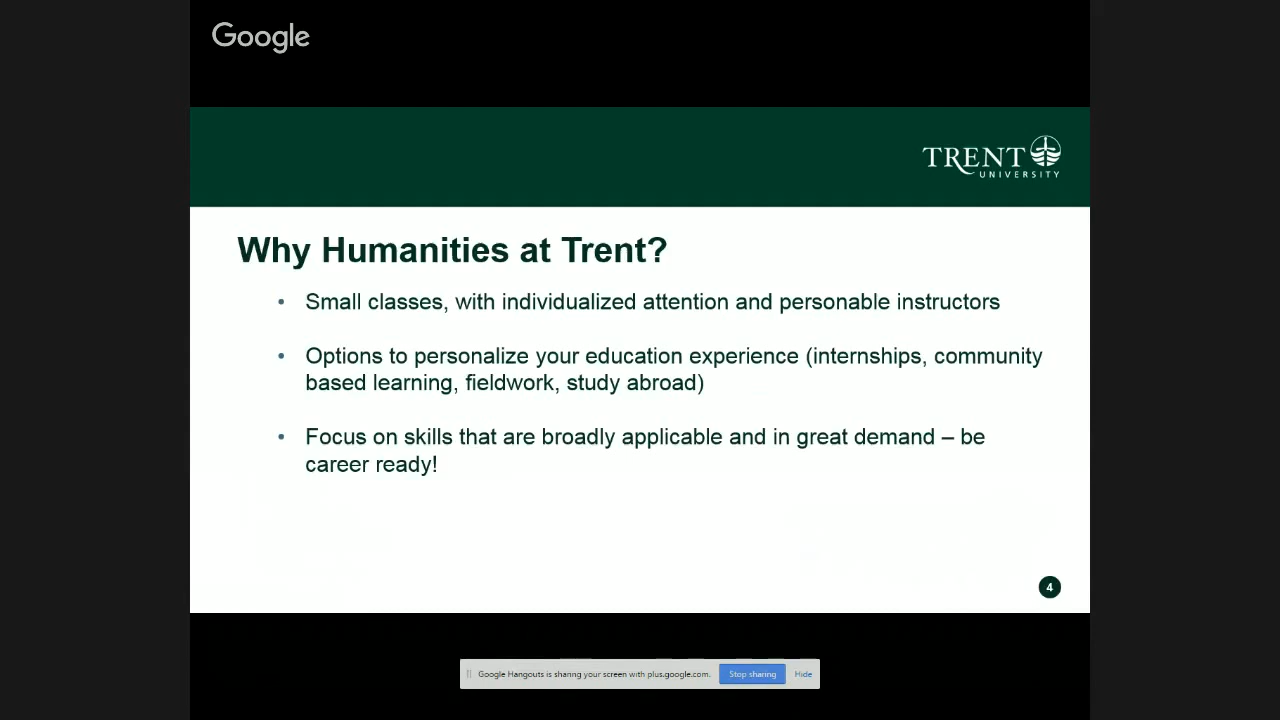 Google
TRENT
UNIVERSITY
Why Humanities at Trent?
• Small classes, with individualized attention and personable instructors
• Options to personalize your education experience (internships, community
based learning, fieldwork, study abroad)
• Focus on skills that are broadly applicable and in great demand – be
career ready!
4
Google Hangouts is sharing your screen with plus.google.com. Stop sharing Hide